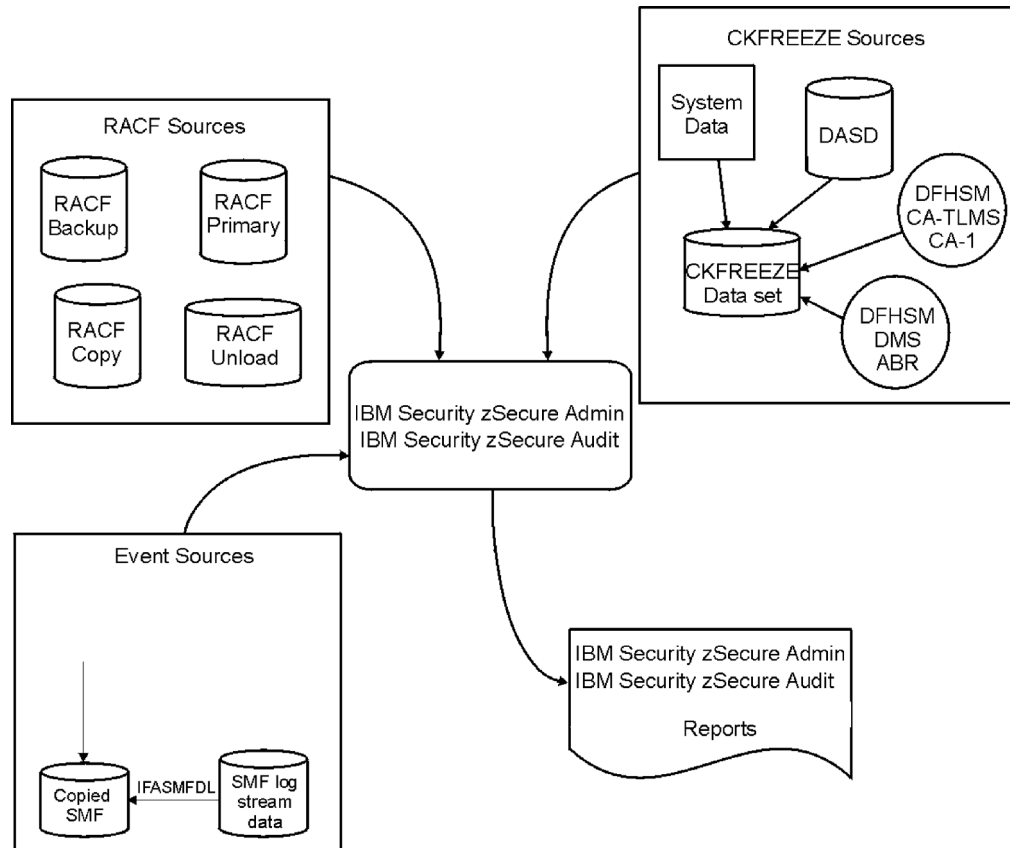 CKFREEZE Sources
System
Data
DASD
DFHSM
CA-TLMS
CA-1
CKFREEZE
Data set
DFHSM
DMS
ABR
RACF Sources
RACF
Backup
RACF
Primary
RACF
Copy
RACF
Unload
IBM Security zSecure Admin
IBM Security zSecure Audit
Event Sources
Copied
SMF
IFASMFDL
SMF log
stream
data
IBM Security zSecure Admin
IBM Security zSecure Audit
Reports